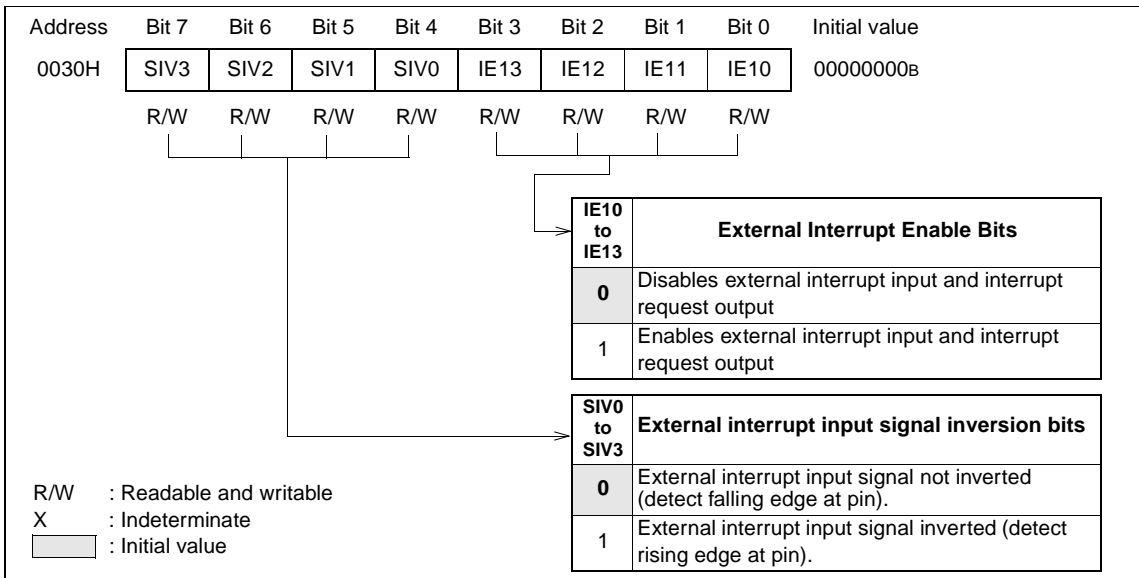 Address Bit 7 Bit 6 Bit 5 Bit 4 Bit 3 Bit 2 Bit 1 Bit 0 Initial value
0030H SIV3 SIV2 SIV1 SIV0 IE13 IE12 IE11 IE10 00000000B
R/W R/W R/W R/W R/W R/W R/W R/W
IE10
to
IE13
External Interrupt Enable Bits
0
Disables external interrupt input and interrupt
request output
1
Enables external interrupt input and interrupt
request output
SIV0
to
SIV3
External interrupt input signal inversion bits
0
External interrupt input signal not inverted
(detect falling edge at pin).
1
External interrupt input signal inverted (detect
rising edge at pin).
R/W : Readable and writable
X : Indeterminate
: Initial value